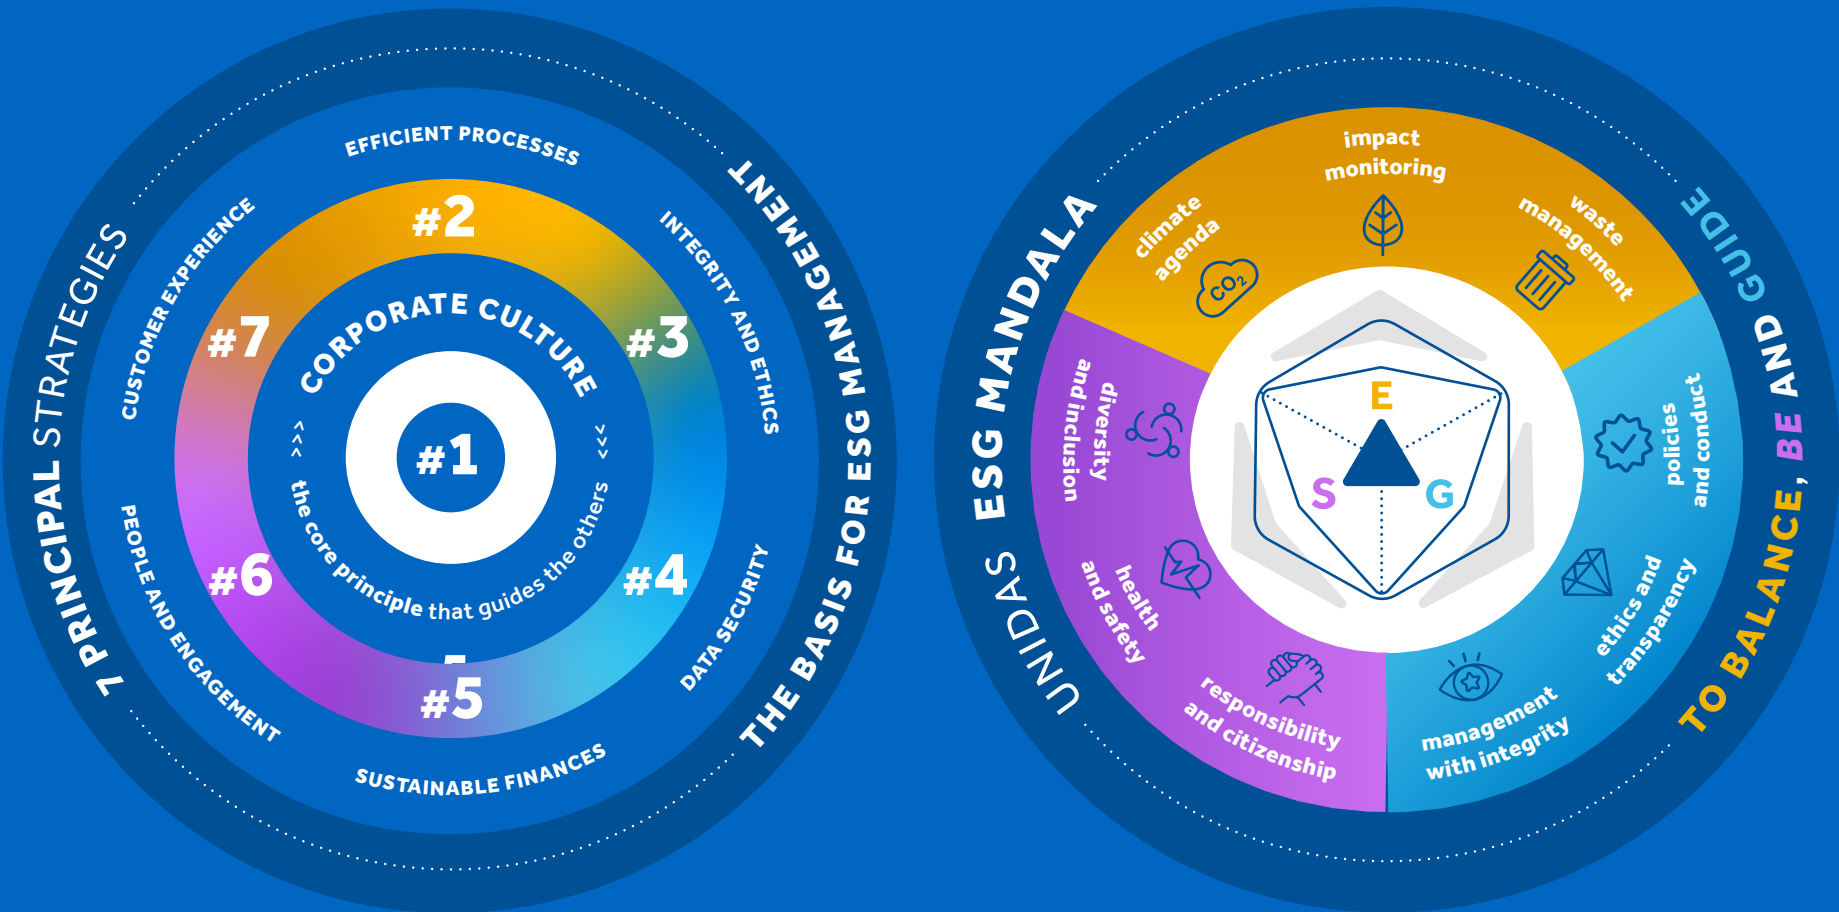 7 PRINCIPAL STRATEGIES
THE BASIS FOR ESG MANAGEMENT
EFFICIENT PROCESSES
INTEGRITY AND ETHICS
DATA SECURITY
SUSTAINABLE FINANCES
PEOPLE AND ENGAGEMENT
CUSTOMER EXPERIENCE
#2
#3
#4
#5
#6
#7
CORPORATE CULTURE
#1
>>>
the core principle that guides the others
<<<
UNIDAS ESG MANDALA
TO BALANCE, BE AND GUIDE
climate
agenda
CO2
impact
monitoring
waste
management
policies
and conduct
ethics and
transparency
management
with integrity
responsibility
and citizenship
health
and safety
diversity
and inclusion
E
S
G